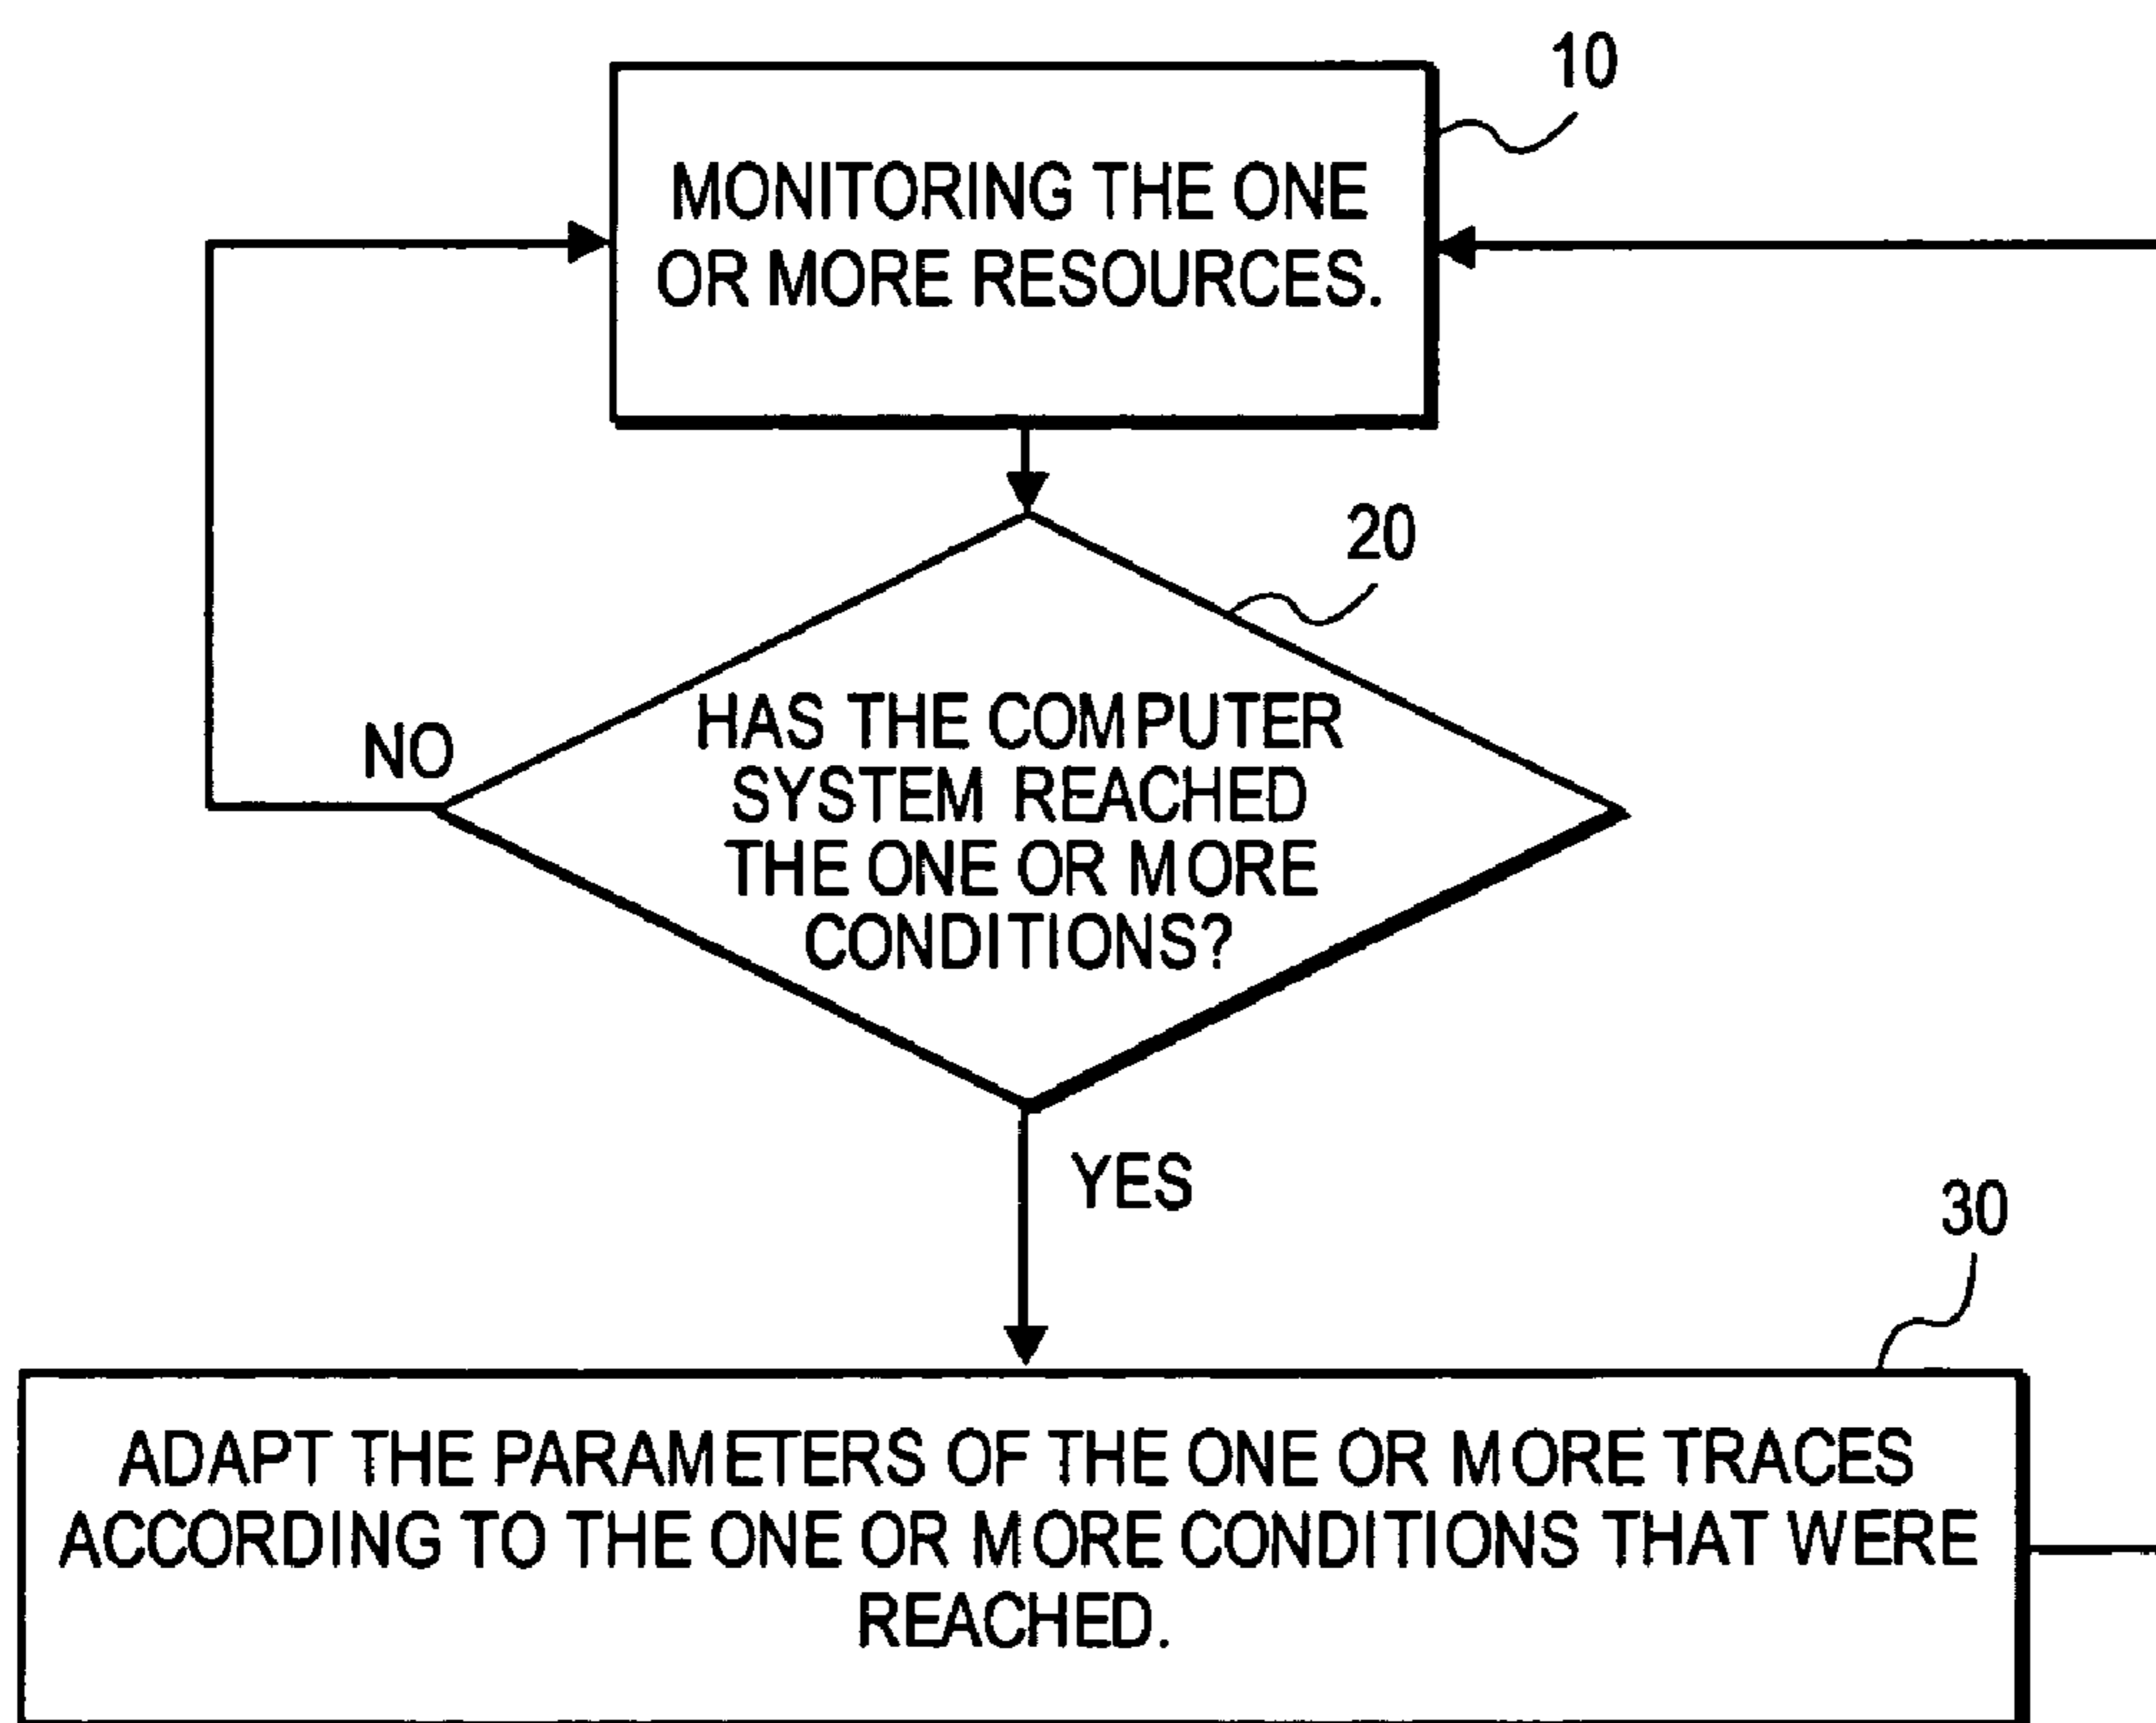 10
MONITORING THE ONE
OR MORE RESOURCES.
20
HAS THE COMPUTER
SYSTEM REACHED
THE ONE OR MORE
CONDITIONS?
NO
YES
30
ADAPT THE PARAMETERS OF THE ONE OR MORE TRACES
ACCORDING TO THE ONE OR MORE CONDITIONS THAT WERE
REACHED.